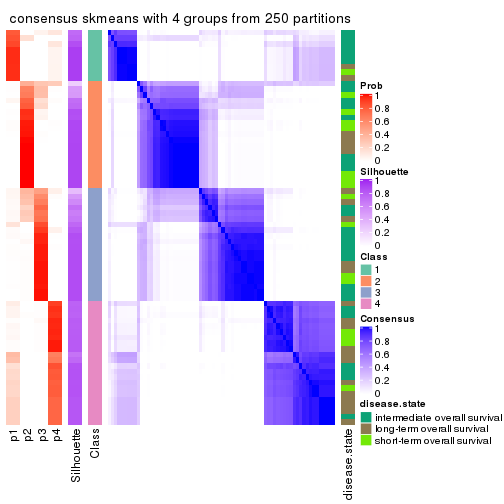 consensus skmeans with 4 groups from 250 partitions
Prob
1
0.8
0.6
0.4
0.2
0
Silhouette
1
0.8
0.6
0.4
0.2
0
Class
1
2
3
4
Consensus
1
0.8
0.6
0.4
0.2
0
disease.state
intermediate overall survival
long-term overall survival
short-term overall survival
p1
p2
p3
p4
Silhouette
Class
disease.state